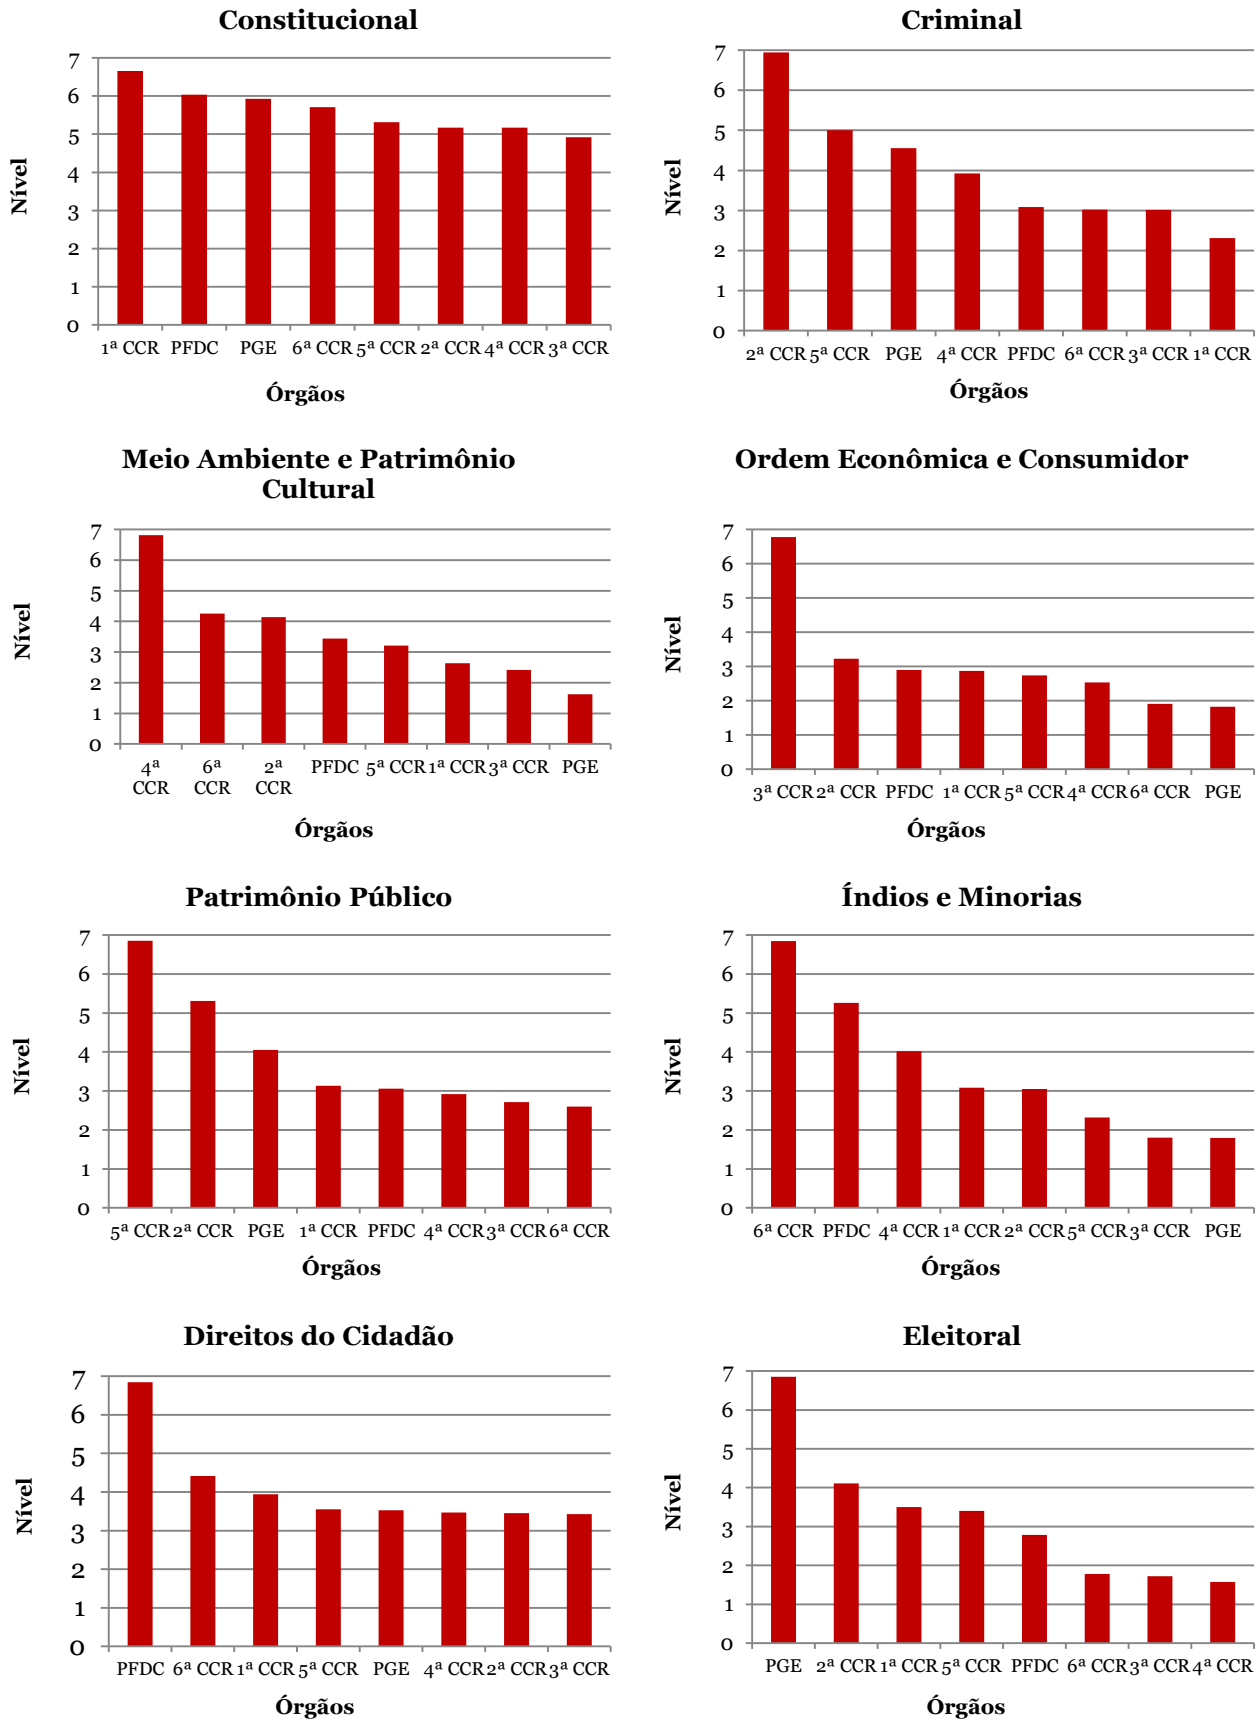 Constitucional
7
6
5
4
3
2
1
0
Nível
1ª CCR PFDC PGE 6ª CCR 5ª CCR 2ª CCR 4ª CCR 3ª CCR
Órgãos
Criminal
7
6
5
4
3
2
1
0
Nível
2ª CCR 5ª CCR PGE 4ª CCR PFDC 6ª CCR 3ª CCR 1ª CCR
Órgãos
Meio Ambiente e Patrimônio
Cultural
7
6
5
4
3
2
1
0
Nível
4ª 6ª 2ª PFDC 5ª CCR 1ª CCR 3ª CCR PGE
CCR CCR CCR
Órgãos
Ordem Econômica e Consumidor
7
6
5
4
3
2
1
0
Nível
3ª CCR 2ª CCR PFDC 1ª CCR 5ª CCR 4ª CCR 6ª CCR PGE
Órgãos
Patrimônio Público
7
6
5
4
3
2
1
0
Nível
5ª CCR 2ª CCR PGE 1ª CCR PFDC 4ª CCR 3ª CCR 6ª CCR
Órgãos
Índios e Minorias
7
6
5
4
3
2
1
0
Nível
6ª CCR PFDC 4ª CCR 1ª CCR 2ª CCR 5ª CCR 3ª CCR PGE
Órgãos
Direitos do Cidadão
7
6
5
4
3
2
1
0
Nível
PFDC 6ª CCR 1ª CCR 5ª CCR PGE 4ª CCR 2ª CCR 3ª CCR
Órgãos
Eleitoral
7
6
5
4
3
2
1
0
Nível
PGE 2ª CCR 1ª CCR 5ª CCR PFDC 6ª CCR 3ª CCR 4ª CCR
Órgãos